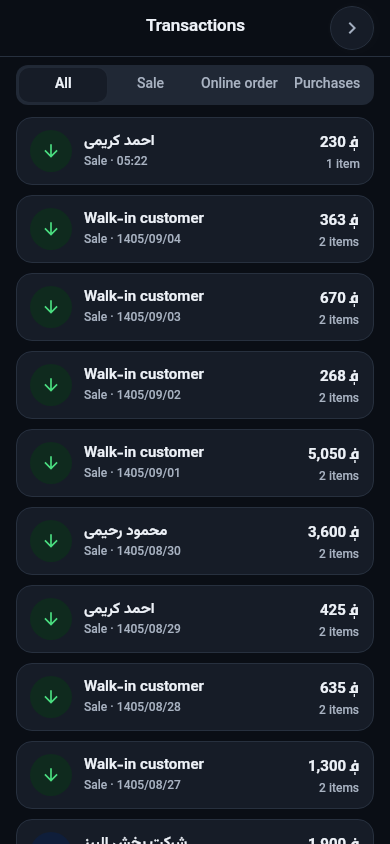 Transactions
All
Sale
Online order
Purchases
احمد کریمی
230 ؋
Sale · 05:22
1 item
Walk-in customer
363 ؋
Sale · 1405/09/04
2 items
Walk-in customer
670 ؋
Sale · 1405/09/03
2 items
Walk-in customer
268 ؋
Sale · 1405/09/02
2 items
Walk-in customer
5,050 ؋
Sale · 1405/09/01
2 items
محمود رحیمی
3,600 ؋
Sale · 1405/08/30
2 items
احمد کریمی
425 ؋
Sale · 1405/08/29
2 items
Walk-in customer
635 ؋
Sale · 1405/08/28
2 items
Walk-in customer
1,300 ؋
Sale · 1405/08/27
2 items
شرکت پخش البرز
1,900 ؋